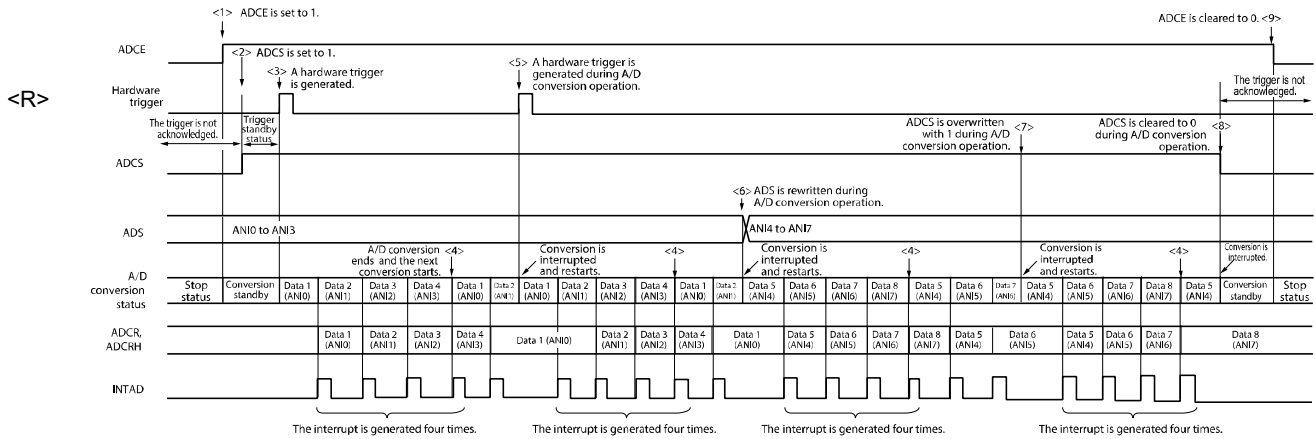 <1> ADCE is set to 1.
ADCE is cleared to 0. <9>
ADCE
<2> ADCS is set to 1.
<3> A hardware trigger
is generated.
<5> A hardware trigger is
generated during A/D
conversion operation.
<R>
Hardware
trigger
The trigger is not
acknowledged.
The trigger is not
acknowledged.
Trigger
standby
status
ADCS is overwritten
with 1 during A/D
conversion operation.
<7>
ADCS is cleared to 0
during A/D conversion
operation.
<8>
ADCS
<6> ADS is rewritten during
A/D conversion operation.
ADS
ANI0 to ANI3
ANI4 to ANI7
A/D conversion
ends and the next
conversion starts.
<4>
Conversion is
interrupted
and restarts.
<4>
Conversion is
interrupted
and restarts.
<4>
Conversion is
interrupted
and restarts.
<4>
Conversion is
interrupted.
A/D
conversion
status
Stop
status
Conversion
standby
Data 1
(ANI0)
Data 2
(ANI1)
Data 3
(ANI2)
Data 4
(ANI3)
Data 1
(ANI0)
Data 2
(ANI1)
Data 1
(ANI0)
Data 2
(ANI1)
Data 3
(ANI2)
Data 4
(ANI3)
Data 1
(ANI0)
Data 2
(ANI1)
Data 5
(ANI4)
Data 6
(ANI5)
Data 7
(ANI6)
Data 8
(ANI7)
Data 5
(ANI4)
Data 6
(ANI5)
Data 7
(ANI6)
Data 5
(ANI4)
Data 6
(ANI5)
Data 7
(ANI6)
Data 8
(ANI7)
Data 5
(ANI4)
Conversion
standby
Stop
status
ADCR,
ADCRH
Data 1
(ANI0)
Data 2
(ANI1)
Data 3
(ANI2)
Data 4
(ANI3)
Data 1 (ANI0)
Data 2
(ANI1)
Data 3
(ANI2)
Data 4
(ANI3)
Data 1
(ANI0)
Data 5
(ANI4)
Data 6
(ANI5)
Data 7
(ANI6)
Data 8
(ANI7)
Data 5
(ANI4)
Data 6
(ANI5)
Data 5
(ANI4)
Data 6
(ANI5)
Data 7
(ANI6)
Data 8
(ANI7)
INTAD
The interrupt is generated four times.
The interrupt is generated four times.
The interrupt is generated four times.
The interrupt is generated four times.